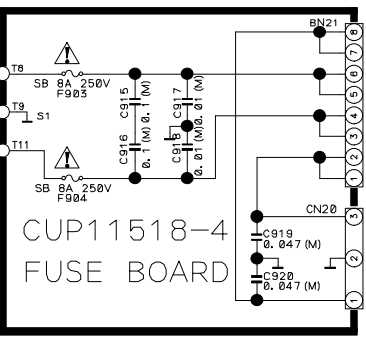 BN21
8
7
T8
SB 8A 250V
F903
6
5
C915
0.1 (M)
C917
0.01 (M)
T9
S1
4
3
C916
0.1 (M)
C918
0.01 (M)
T11
2
1
SB 8A 250V
F904
CN20
3
CUP11518-4
C919
0.047 (M)
FUSE BOARD
2
C920
0.047 (M)
1